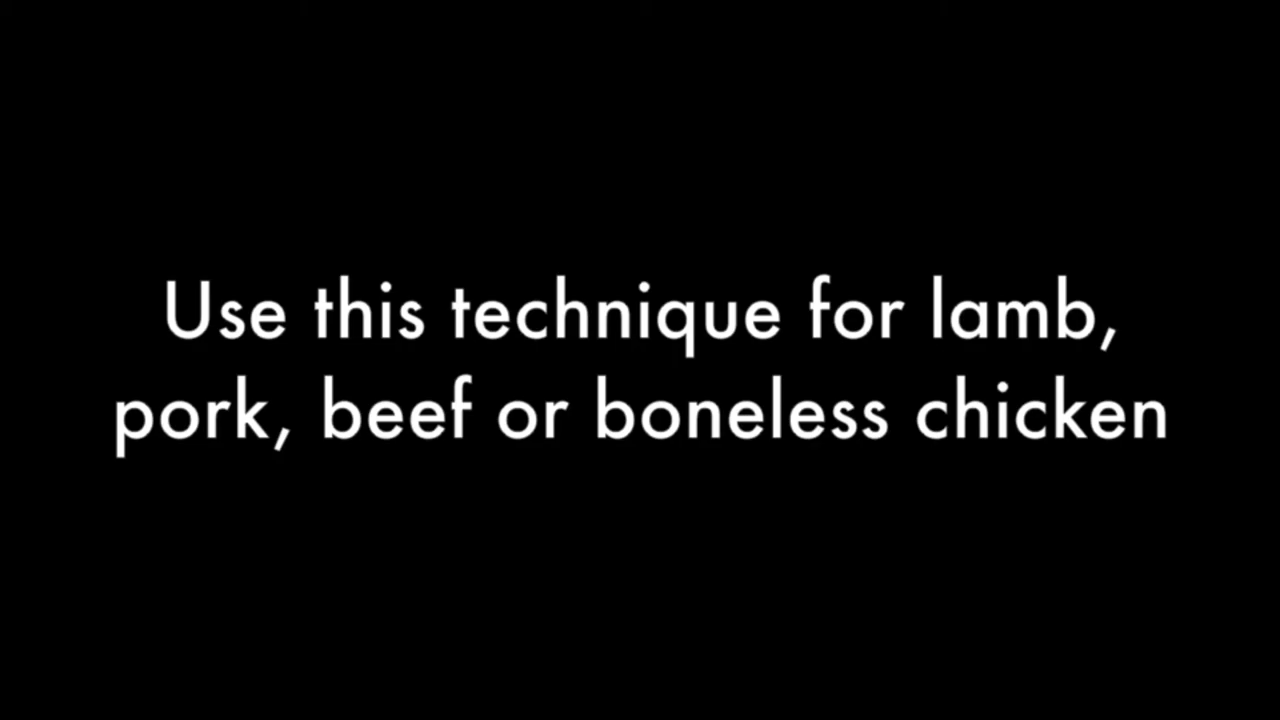 Use this technique for lamb,
pork, beef or boneless chicken